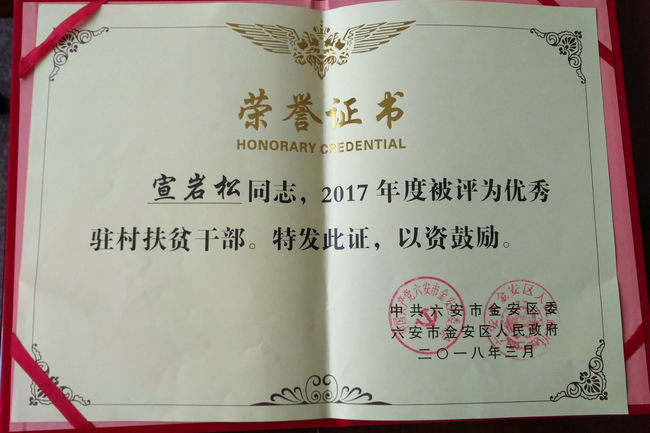 荣誉证书
HONORARY CREDENTIAL
宣岩松同志，2017年度被评为优秀
驻村扶贫干部。特发此证，以资鼓励。
中共六安市金安区委
六安市金安区人民政府
二〇一八年三月